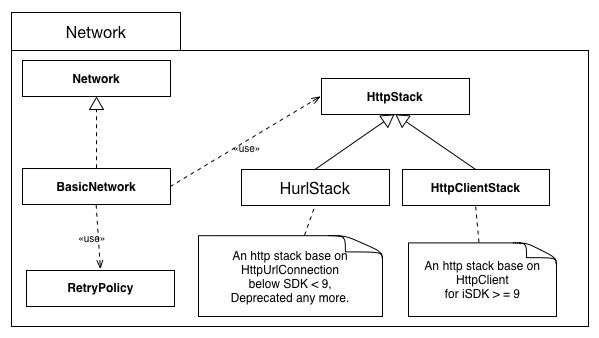 Network
Network
HttpStack
«use»
BasicNetwork
HurlStack
HttpClientStack
«use»
RetryPolicy
An http stack base on
HttpUrlConnection
below SDK < 9,
Deprecated any more.
An http stack base on
HttpClient
for iSDK > = 9